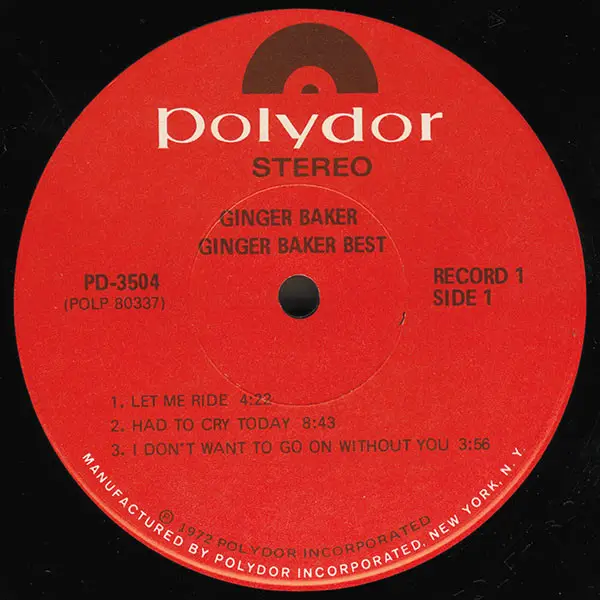 polydor
STEREO
GINGER BAKER
GINGER BAKER BEST
PD-3504
(POLP 80337)
RECORD 1
SIDE 1
1. LET ME RIDE 4:22
2. HAD TO CRY TODAY 8:43
3. I DON'T WANT TO GO ON WITHOUT YOU 3:56
Ⓟ 1972 POLYDOR INCORPORATED
MANUFACTURED BY POLYDOR INCORPORATED, NEW YORK, N. Y.